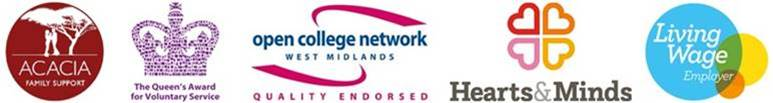 ACACIA
FAMILY SUPPORT
The Queen's Award
for Voluntary Service
open college network
WEST MIDLANDS
QUALITY ENDORSED
Hearts&Minds
Living
Wage
Employer